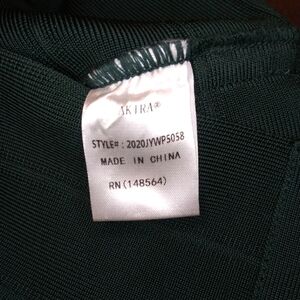 AKIRA®
STYLE#: 2020JYWP5058
MADE IN CHINA
RN(148564)